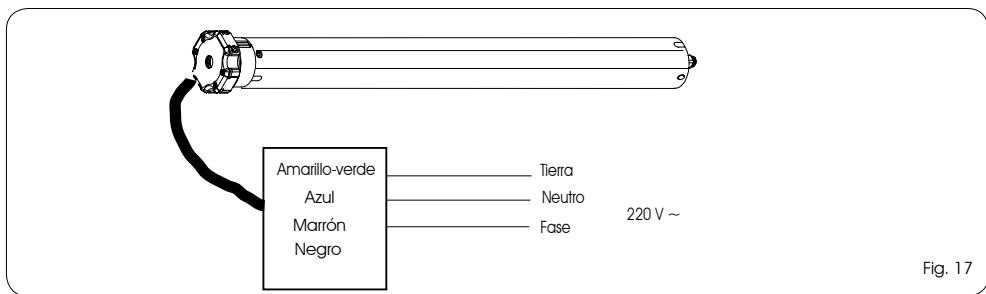 Amarillo-verde Tierra
Azul Neutro
Marrón Fase
220 V ~
Negro
Fig. 17